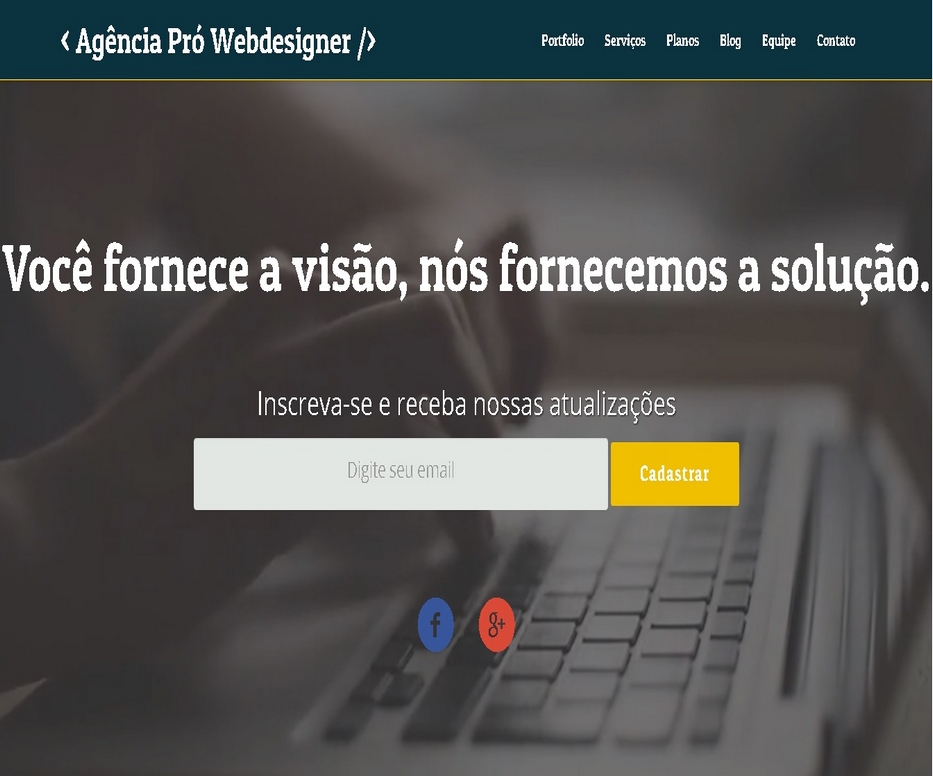 < Agência Pró Webdesigner />
Portfolio Serviços Planos Blog Equipe Contato
Você fornece a visão, nós fornecemos a solução.
Inscreva-se e receba nossas atualizações
Digite seu email
Cadastrar
f g+